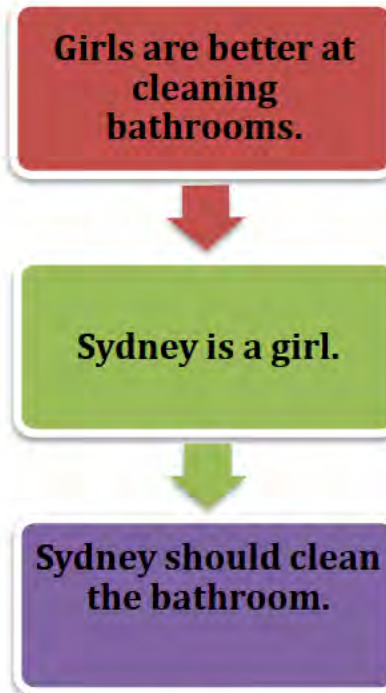 Girls are better at
cleaning
bathrooms.
Sydney is a girl.
Sydney should clean
the bathroom.